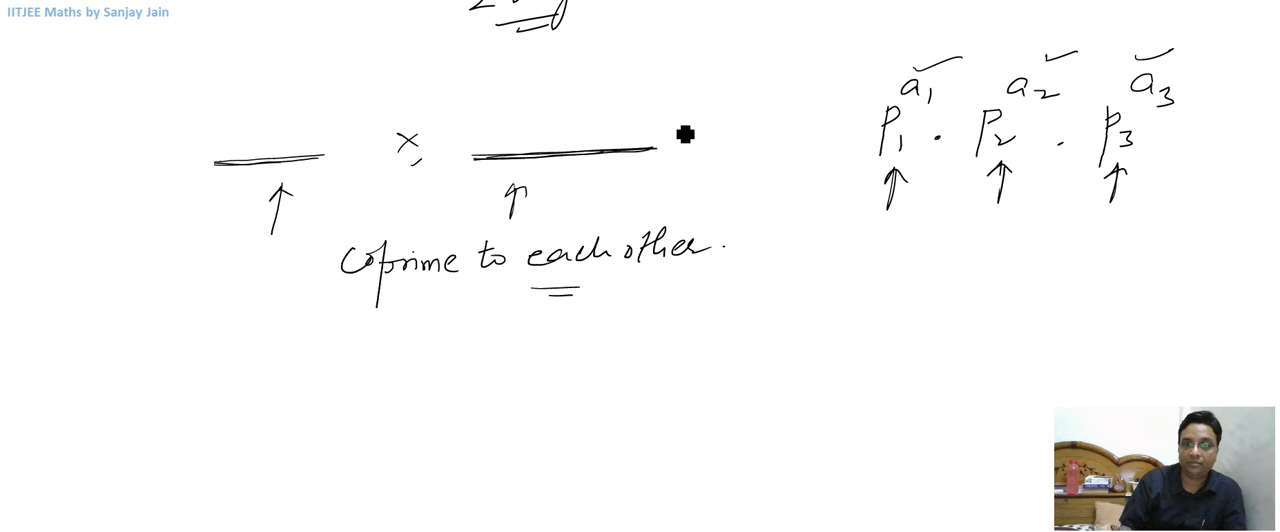 IITJEE Maths by Sanjay Jain
a1 a2 a3
× P1 . P2 . P3
Coprime to each other.